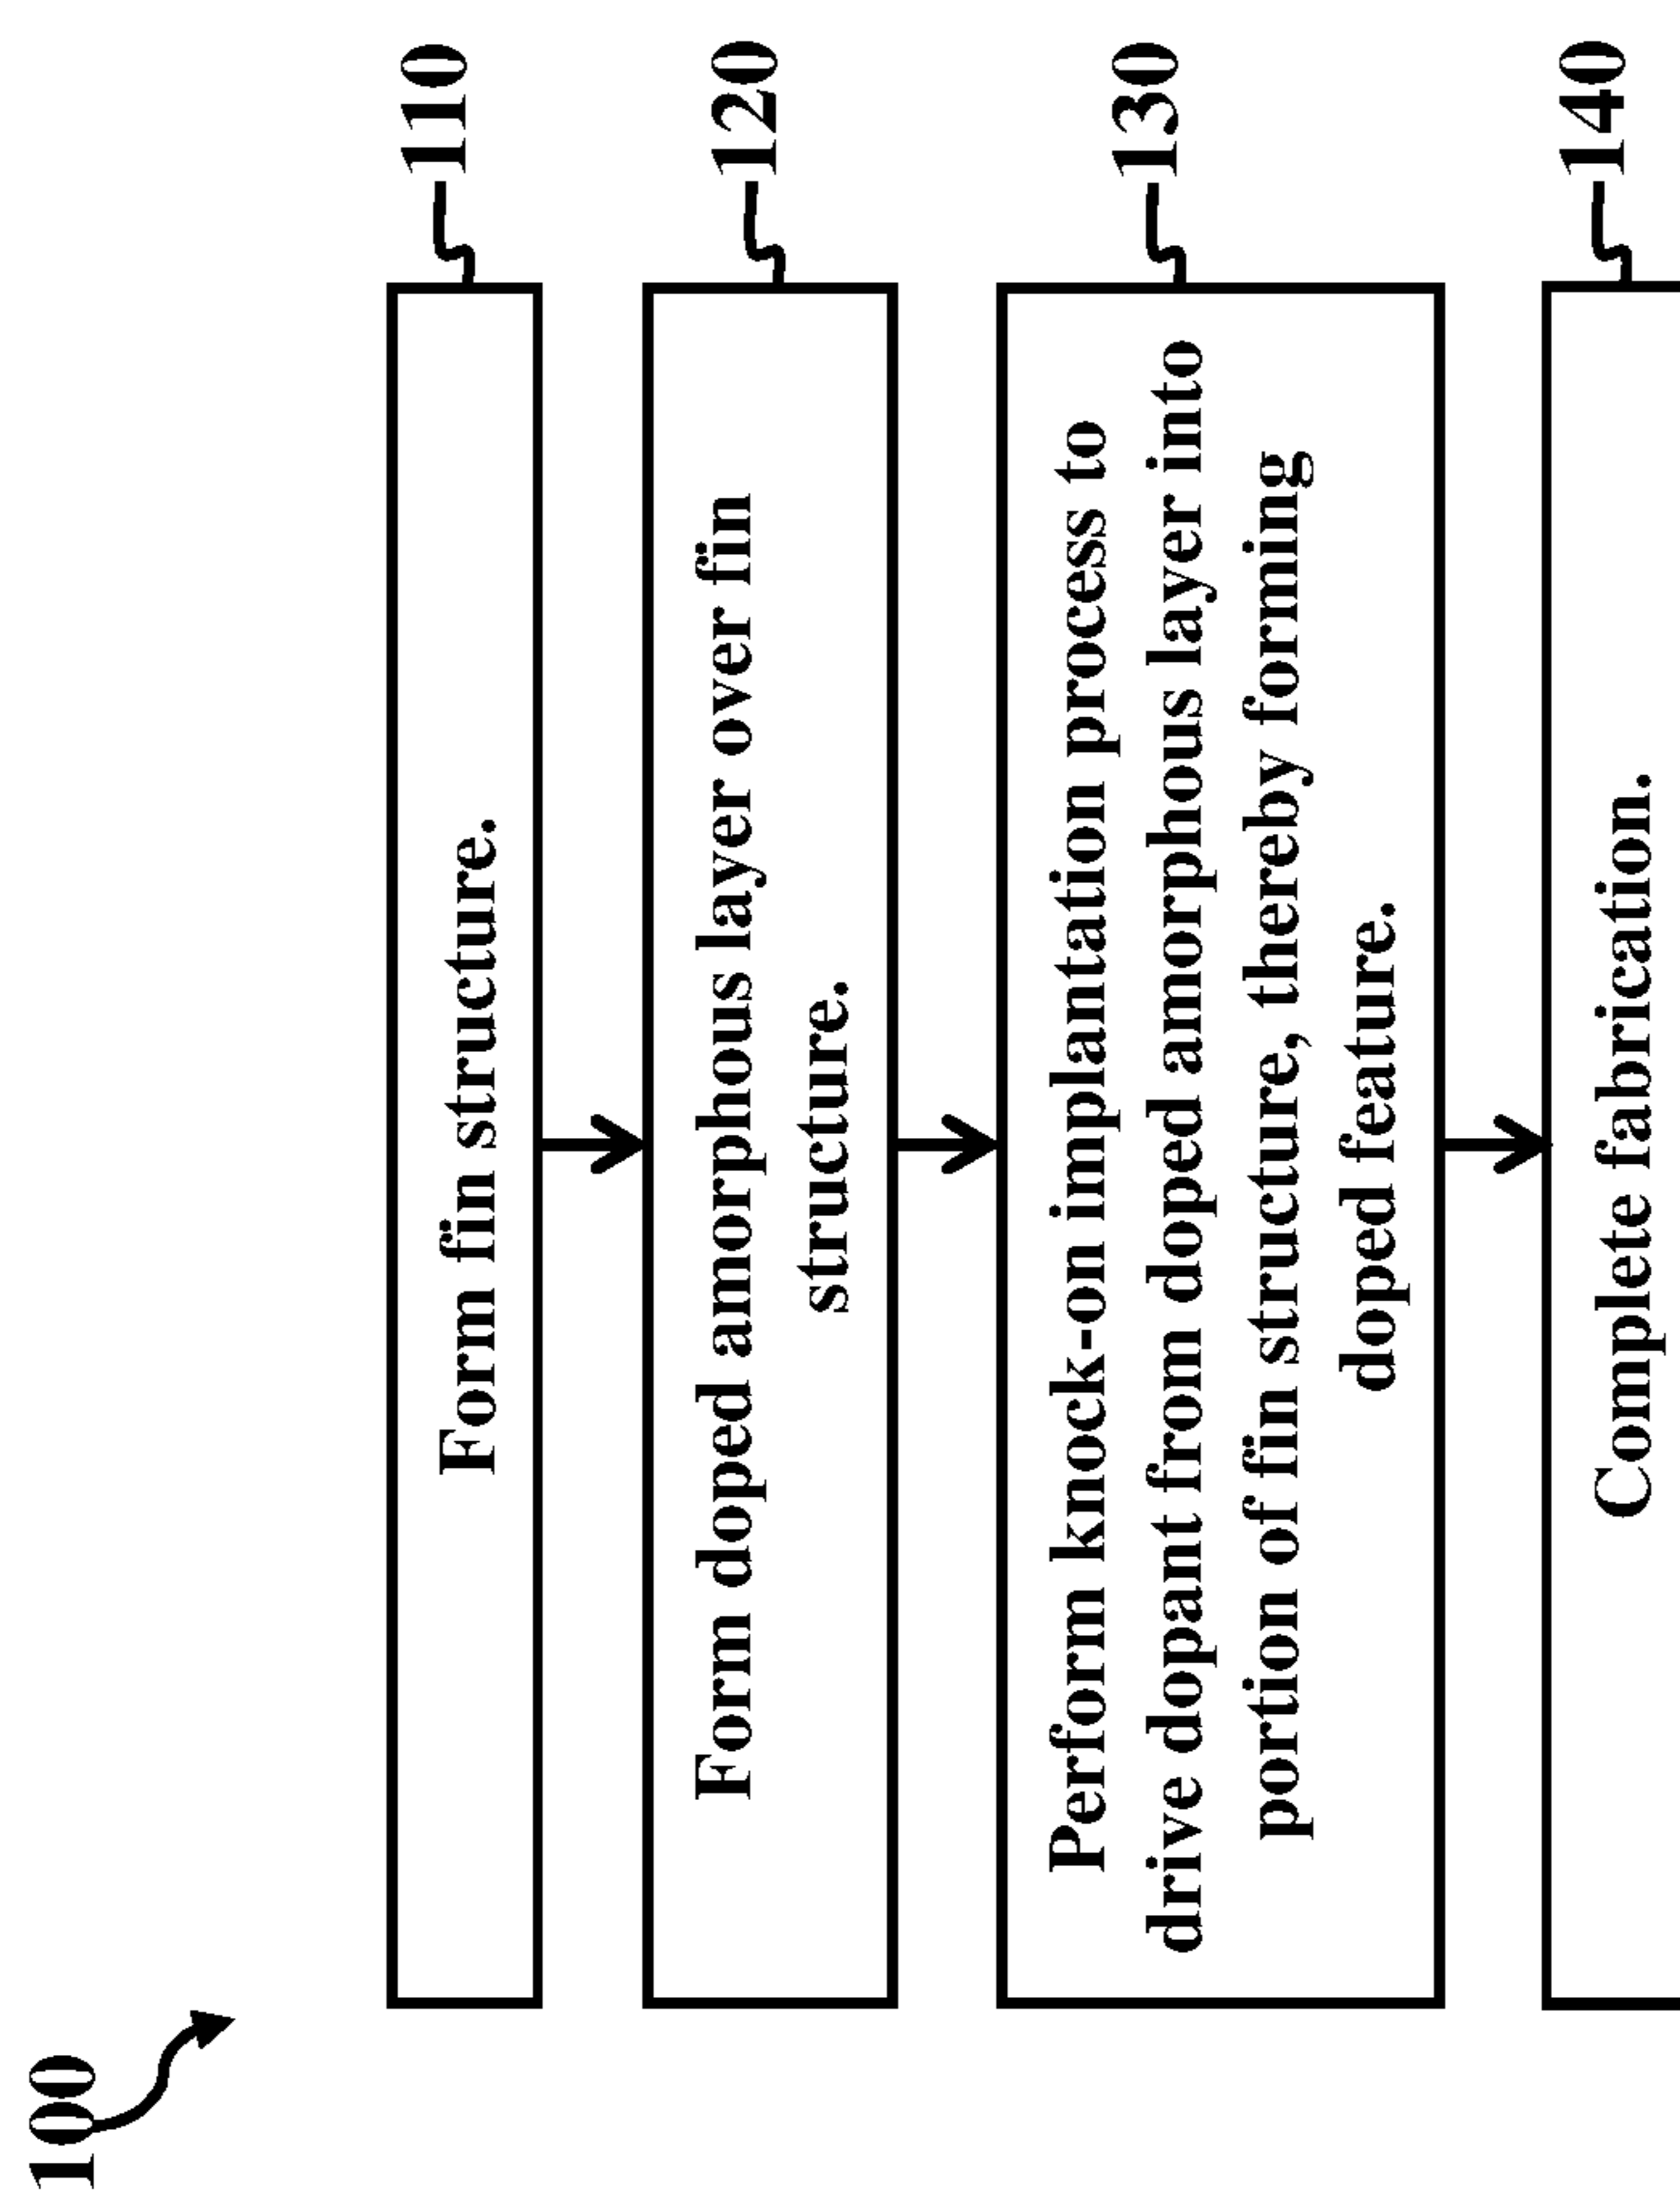 100
Form fin structure.
110
Form doped amorphous layer over fin
structure.
120
Perform knock-on implantation process to
drive dopant from doped amorphous layer into
portion of fin structure, thereby forming
doped feature.
130
Complete fabrication.
140